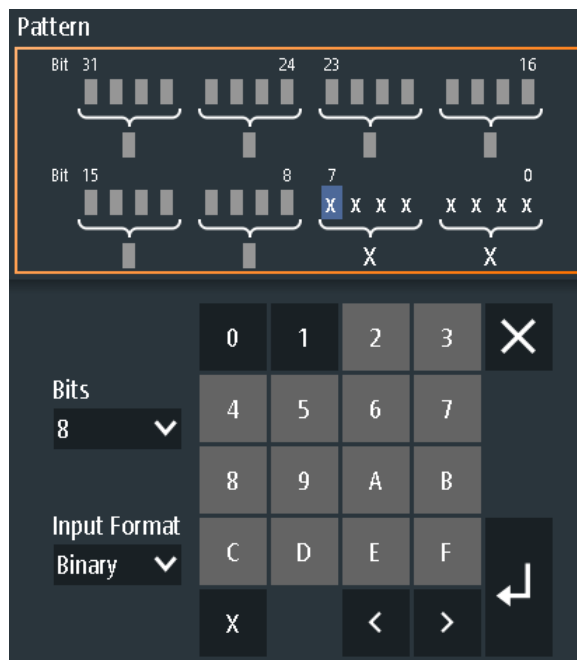 Pattern
Bit 31 24 23 16
Bit 15 8 7 0
X X X X X X X X
X X
0 1 2 3
Bits
8
4 5 6 7
8 9 A B
Input Format
Binary
C D E F
X < >